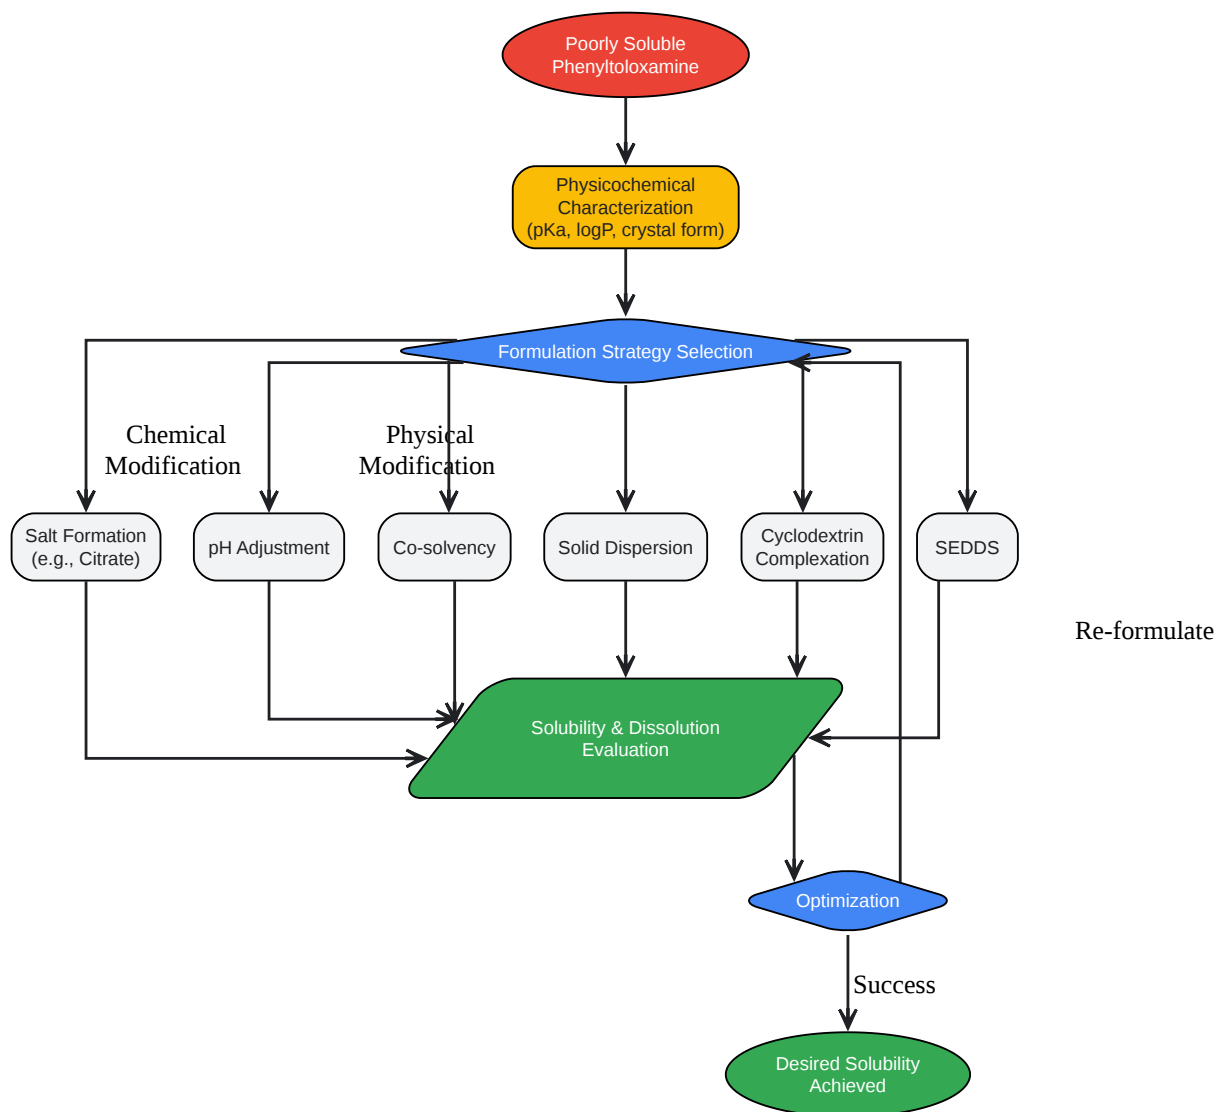 Poorly Soluble
Phenyltoloxamine
Physicochemical
Characterization
(pKa, logP, crystal form)
Formulation Strategy Selection
Chemical
Modification
Physical
Modification
Salt Formation
(e.g., Citrate)
pH Adjustment
Co-solvency
Solid Dispersion
Cyclodextrin
Complexation
SEDDS
Re-formulate
Solubility & Dissolution
Evaluation
Optimization
Success
Desired Solubility
Achieved